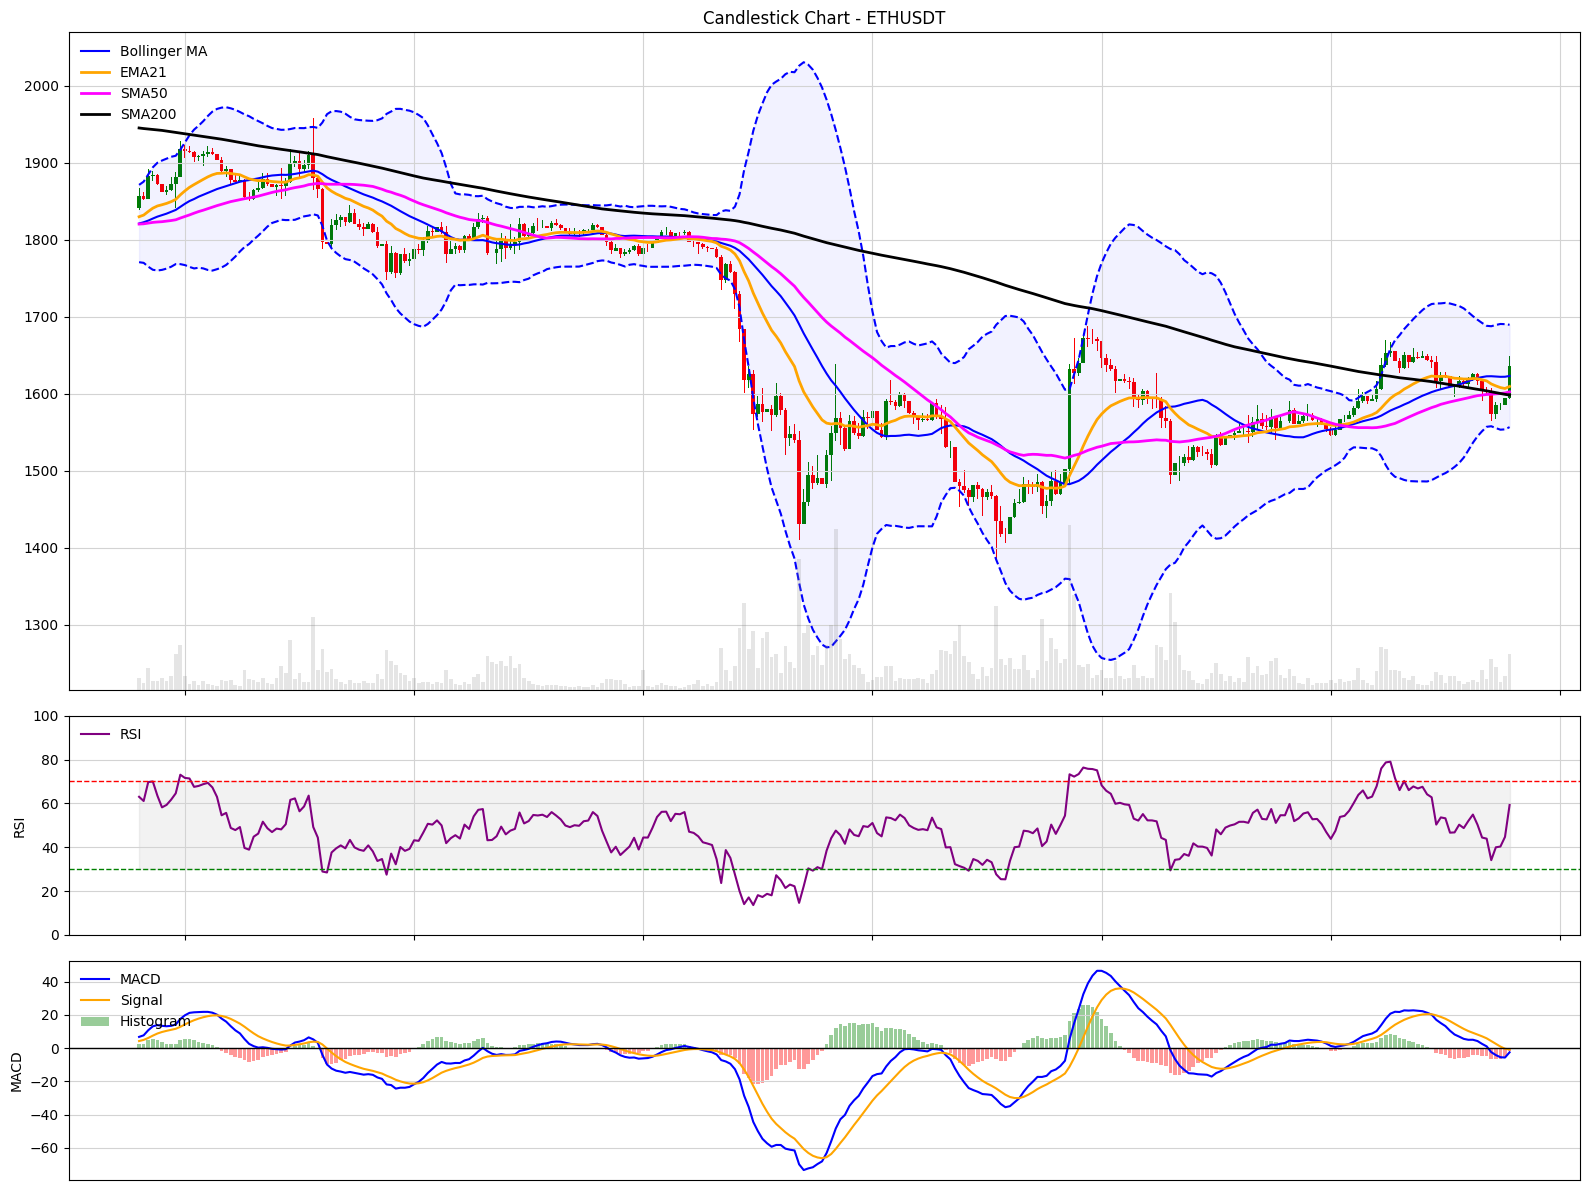 Candlestick Chart - ETHUSDT
Bollinger MA
EMA21
SMA50
SMA200
2000
1900
1800
1700
1600
1500
1400
1300
RSI
RSI
100
80
60
40
20
0
MACD
Signal
Histogram
MACD
40
20
0
−20
−40
−60